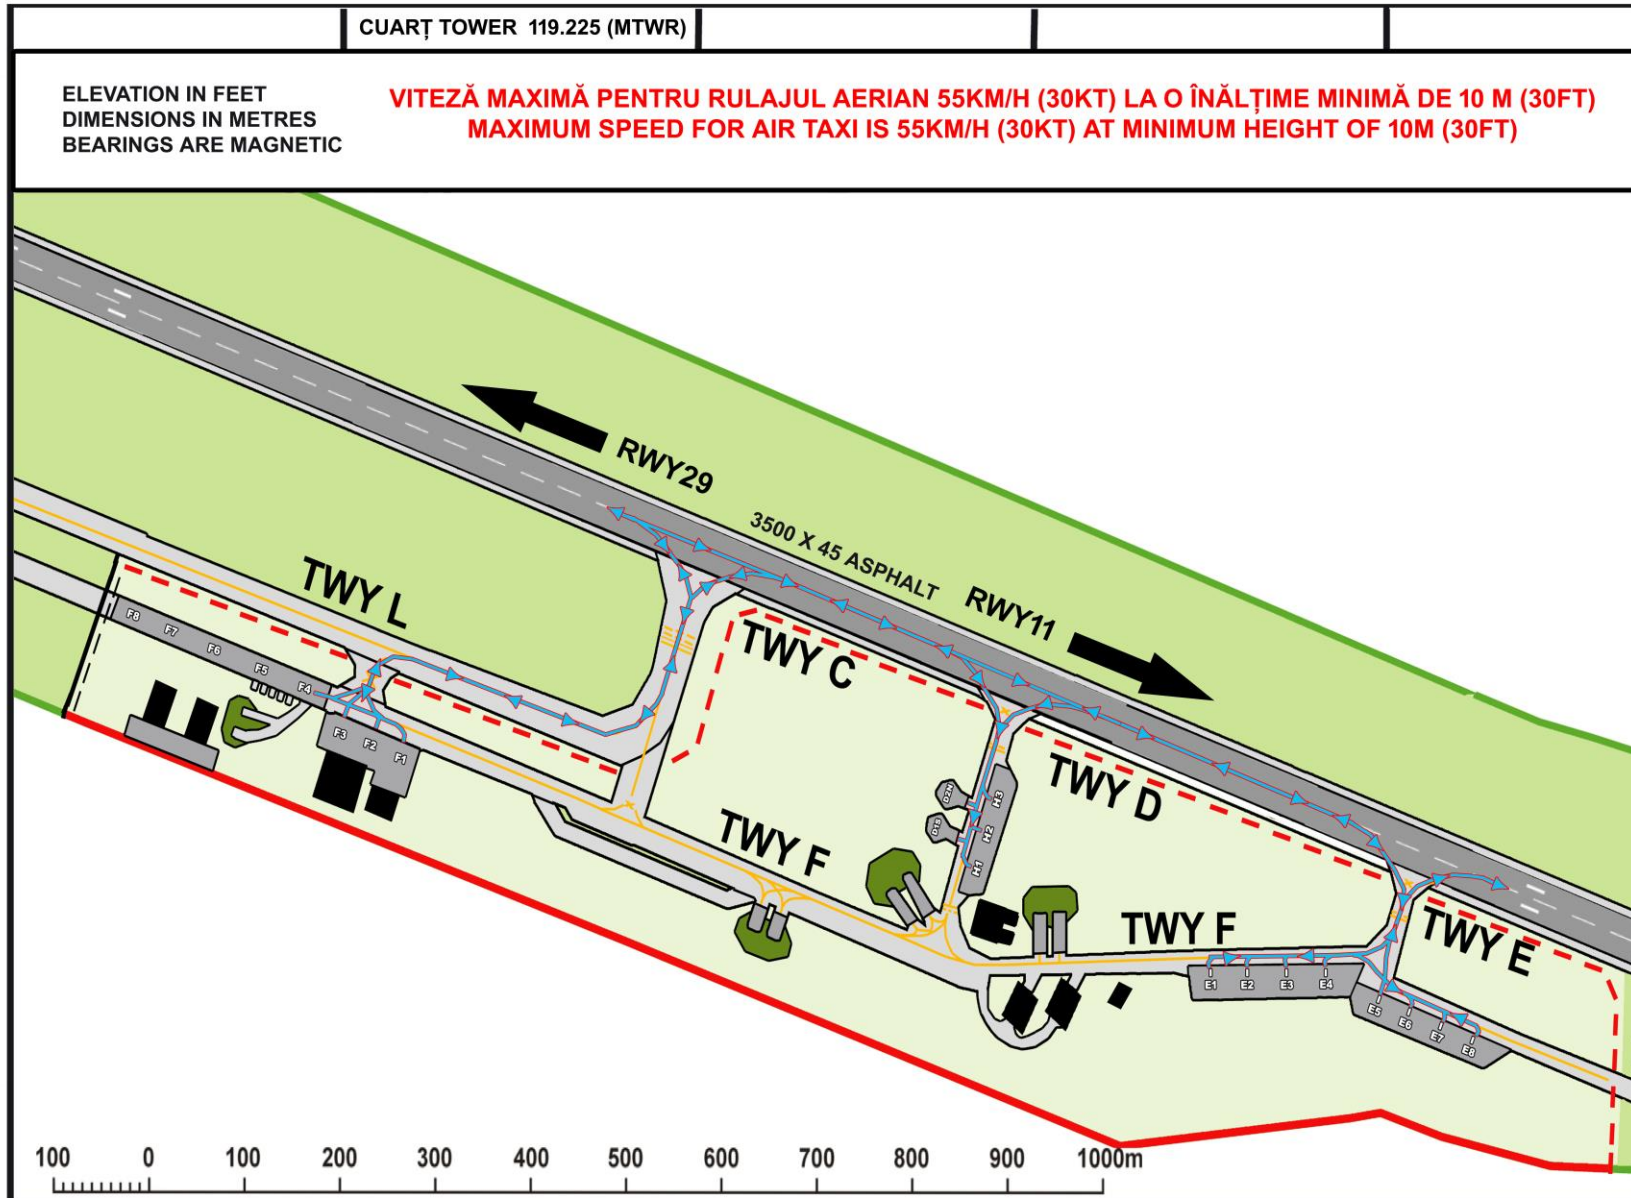 CUARȚ TOWER 119.225 (MTWR)
ELEVATION IN FEET
DIMENSIONS IN METRES
BEARINGS ARE MAGNETIC
VITEZĂ MAXIMĂ PENTRU RULAJUL AERIAN 55KM/H (30KT) LA O ÎNĂLȚIME MINIMĂ DE 10 M (30FT)
MAXIMUM SPEED FOR AIR TAXI IS 55KM/H (30KT) AT MINIMUM HEIGHT OF 10M (30FT)
RWY29
3500 X 45 ASPHALT
RWY11
TWY L
TWY C
TWY D
TWY F
TWY F
TWY E
F8
F7
F6
F5
F4
F3
F2
F1
D2N
D1S
H3
H2
H1
E1
E2
E3
E4
E5
E6
E7
E8
100 0 100 200 300 400 500 600 700 800 900 1000m